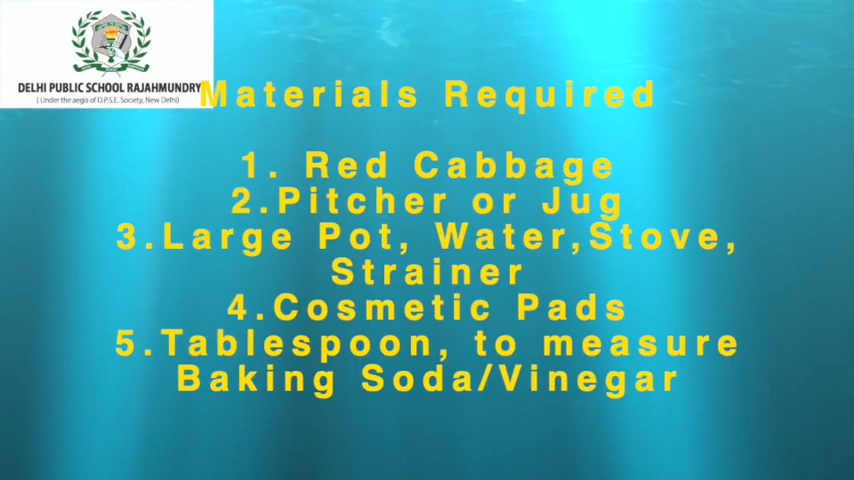 DELHI PUBLIC SCHOOL RAJAHMUNDRY
( Under the aegis of D.P.S.E. Society, New Delhi)
Materials Required
1. Red Cabbage
2.Pitcher or Jug
3.Large Pot, Water,Stove,
Strainer
4.Cosmetic Pads
5.Tablespoon, to measure
Baking Soda/Vinegar